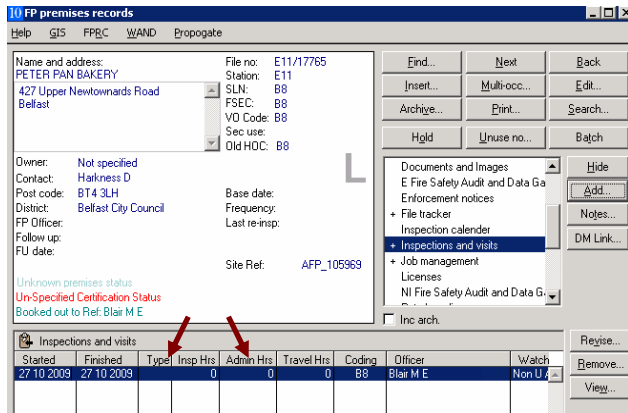 10 FP premises records
Help GIS FPRC WAND Propogate
Name and address:
PETER PAN BAKERY
427 Upper Newtownards Road
Belfast
File no: E11/17765
Station: E11
SLN: B8
FSEC: B8
VO Code: B8
Sec use:
Old HOC: B8
L
Owner: Not specified
Contact: Harkness D
Post code: BT4 3LH
District: Belfast City Council
FP Officer:
Follow up:
FU date:
Base date:
Frequency:
Last re-insp:
Site Ref: AFP_105969
Unknown premises status
Un-Specified Certification Status
Booked out to Ref: Blair M E
Find... Next Back
Insert... Multi-occ... Edit...
Archive... Print... Search...
Hold Unuse no... Batch
Documents and Images
E Fire Safety Audit and Data Ga
Enforcement notices
+ File tracker
Inspection calender
+ Inspections and visits
+ Job management
Licenses
NI Fire Safety Audit and Data Ga
Hide
Add...
Notes...
DM Link...
Inc arch.
Inspections and visits
Started Finished Type Insp Hrs Admin Hrs Travel Hrs Coding Officer Watch
27 10 2009 27 10 2009 0 0 0 B8 Blair M E Non U A
Revise...
Remove...
View...